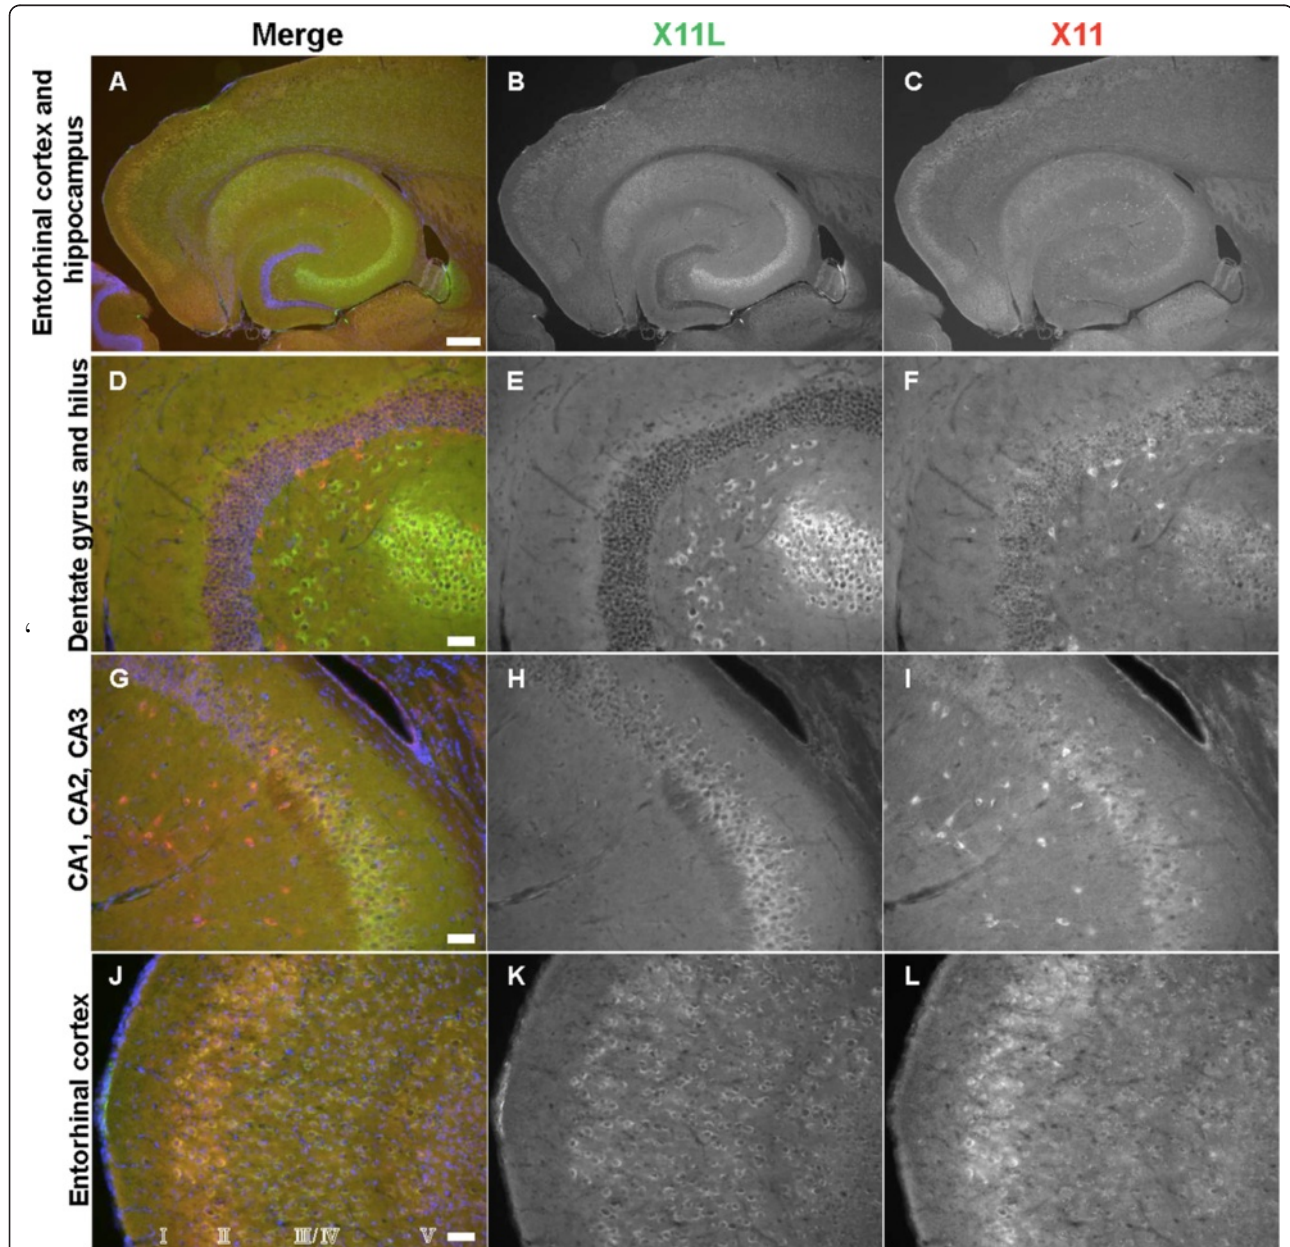 Merge X11L X11
Entorhinal cortex and
hippocampus
A B C
Dentate gyrus and hilus
D E F
CA1, CA2, CA3
G H I
Entorhinal cortex
J K L
I II III/IV V